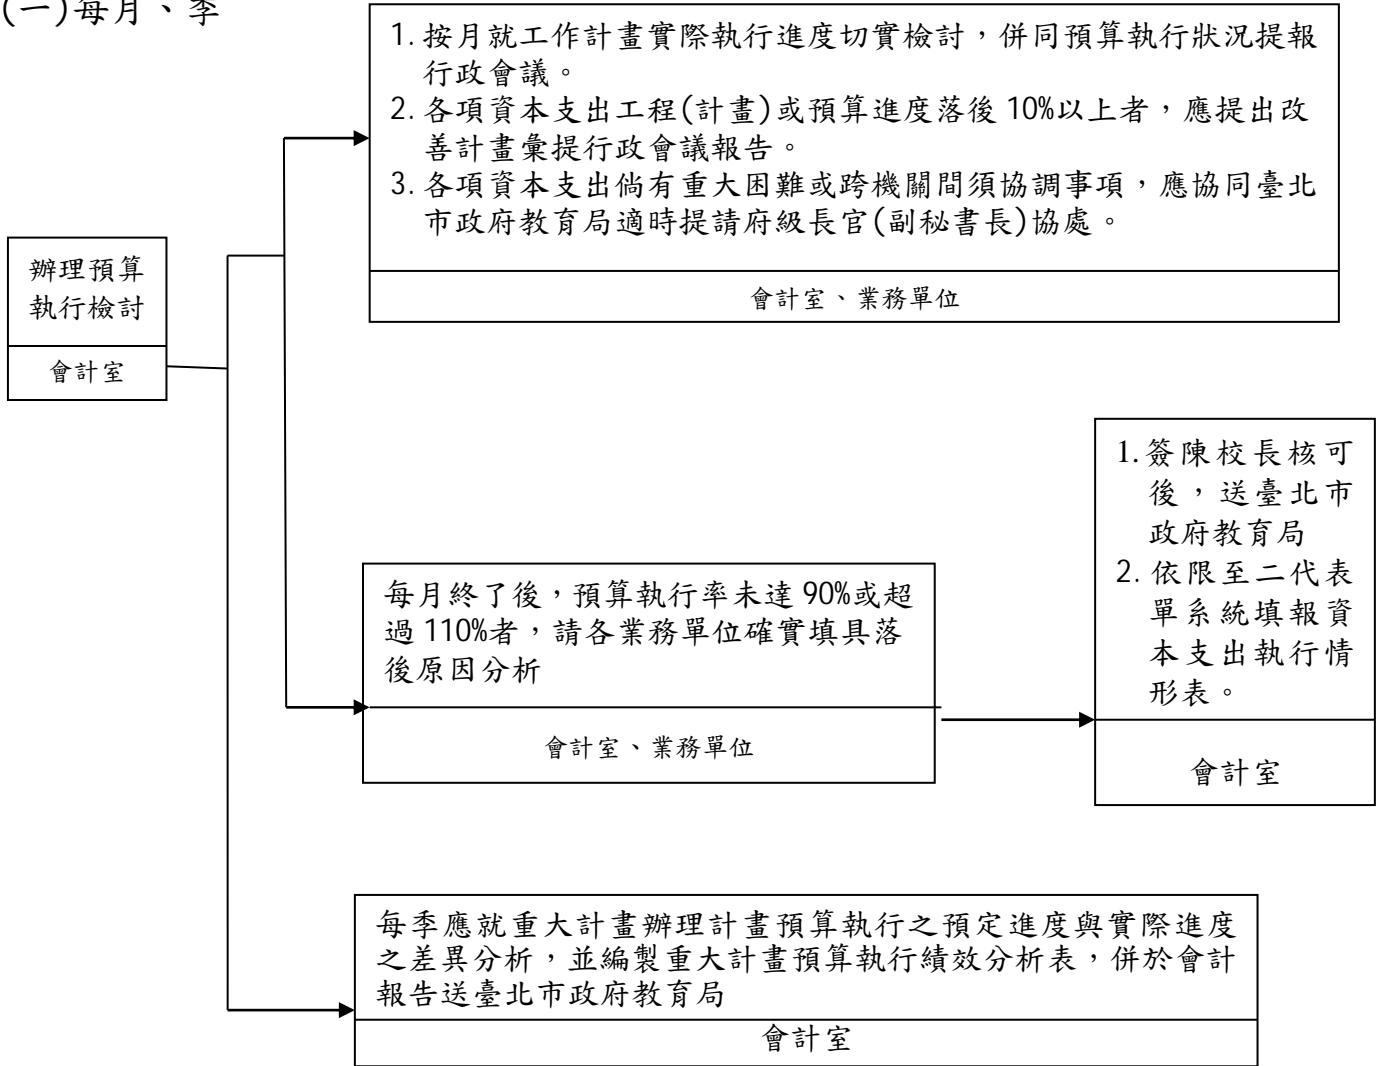 (一)每月、季
1. 按月就工作計畫實際執行進度切實檢討，併同預算執行狀況提報
行政會議。
2. 各項資本支出工程(計畫)或預算進度落後 10%以上者，應提出改
善計畫彙提行政會議報告。
3. 各項資本支出倘有重大困難或跨機關間須協調事項，應協同臺北
市政府教育局適時提請府級長官(副秘書長)協處。
會計室、業務單位
辦理預算
執行檢討
會計室
每月終了後，預算執行率未達 90%或超
過 110%者，請各業務單位確實填具落
後原因分析
會計室、業務單位
1. 簽陳校長核可
後，送臺北市
政府教育局
2. 依限至二代表
單系統填報資
本支出執行情
形表。
會計室
每季應就重大計畫辦理計畫預算執行之預定進度與實際進度
之差異分析，並編製重大計畫預算執行績效分析表，併於會計
報告送臺北市政府教育局
會計室